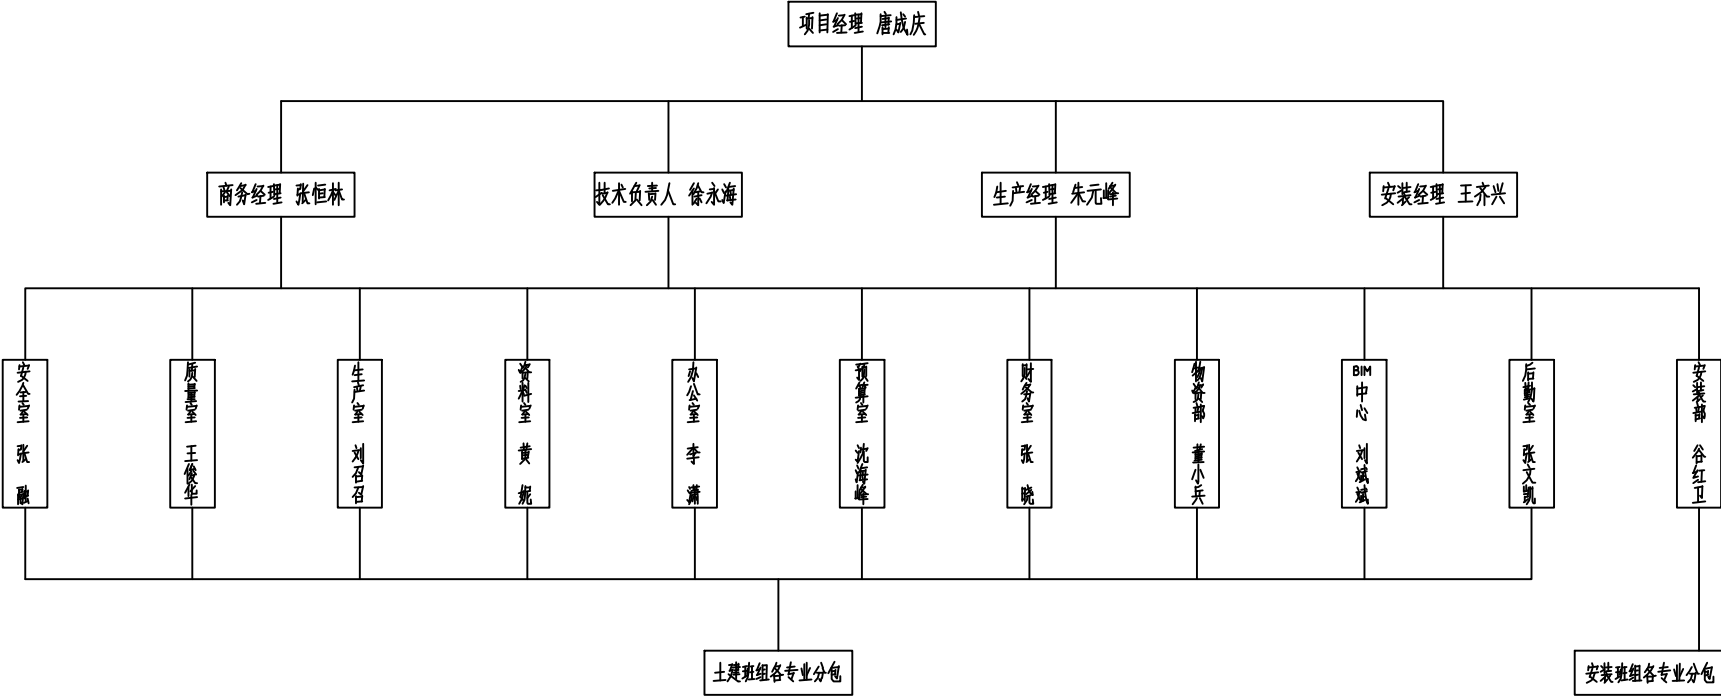 项目经理 唐成庆
商务经理 张恒林
技术负责人 徐永海
生产经理 朱元峰
安装经理 王齐兴
安全室 张 融
质量室 王俊华
生产室 刘召召
资料室 黄 妮
办公室 李 潇
预算室 沈海峰
财务室 张 晓
物资部 董小兵
BIM中心 刘斌斌
后勤室 张文凯
安装部 谷红卫
土建班组各专业分包
安装班组各专业分包